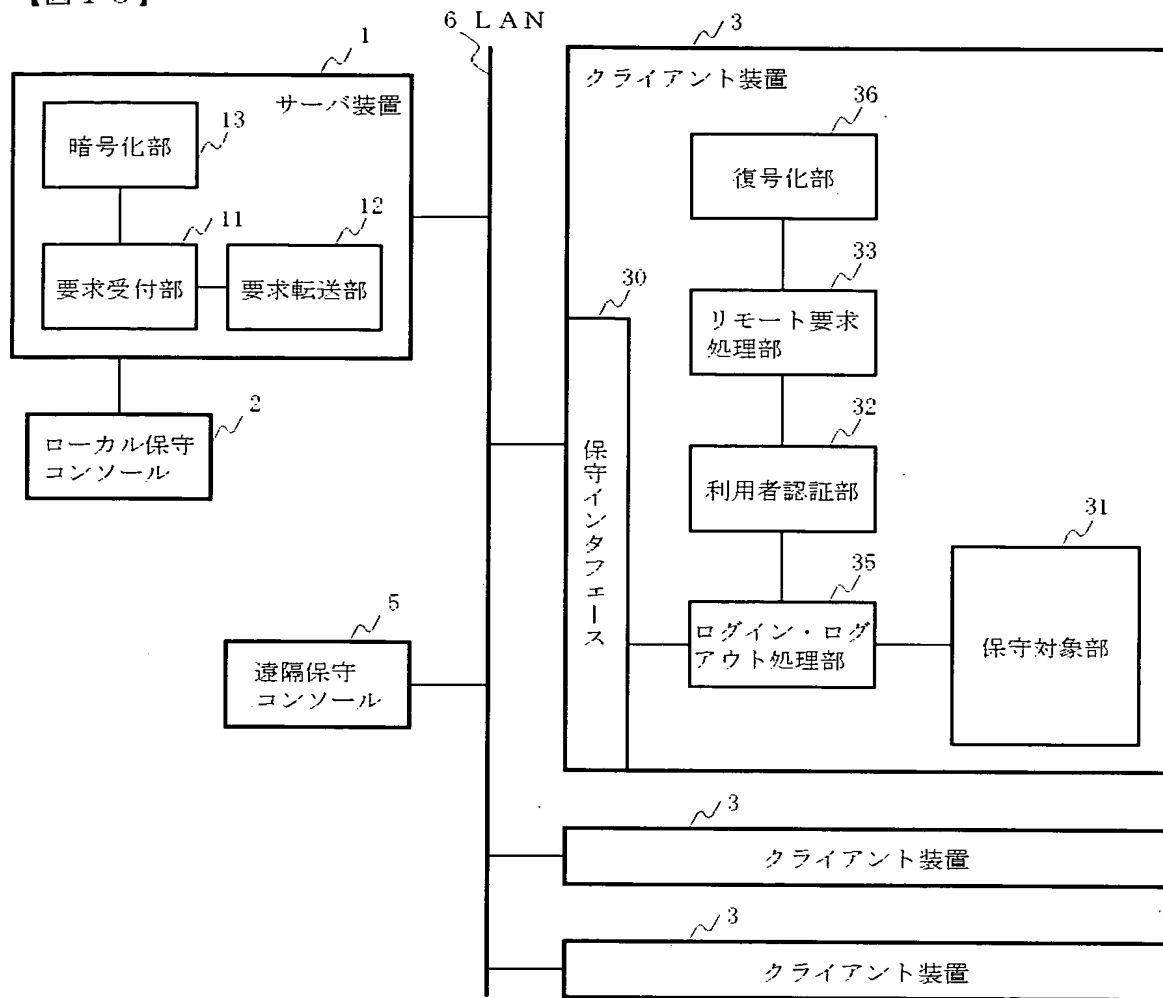 6 LAN
1
サーバ装置
暗号化部
13
11
12
要求受付部
要求転送部
2
ローカル保守
コンソール
5
遠隔保守
コンソール
3
クライアント装置
36
復号化部
33
リモート要求
処理部
30
保守インタフェース
32
利用者認証部
35
ログイン・ログ
アウト処理部
31
保守対象部
3
クライアント装置
3
クライアント装置